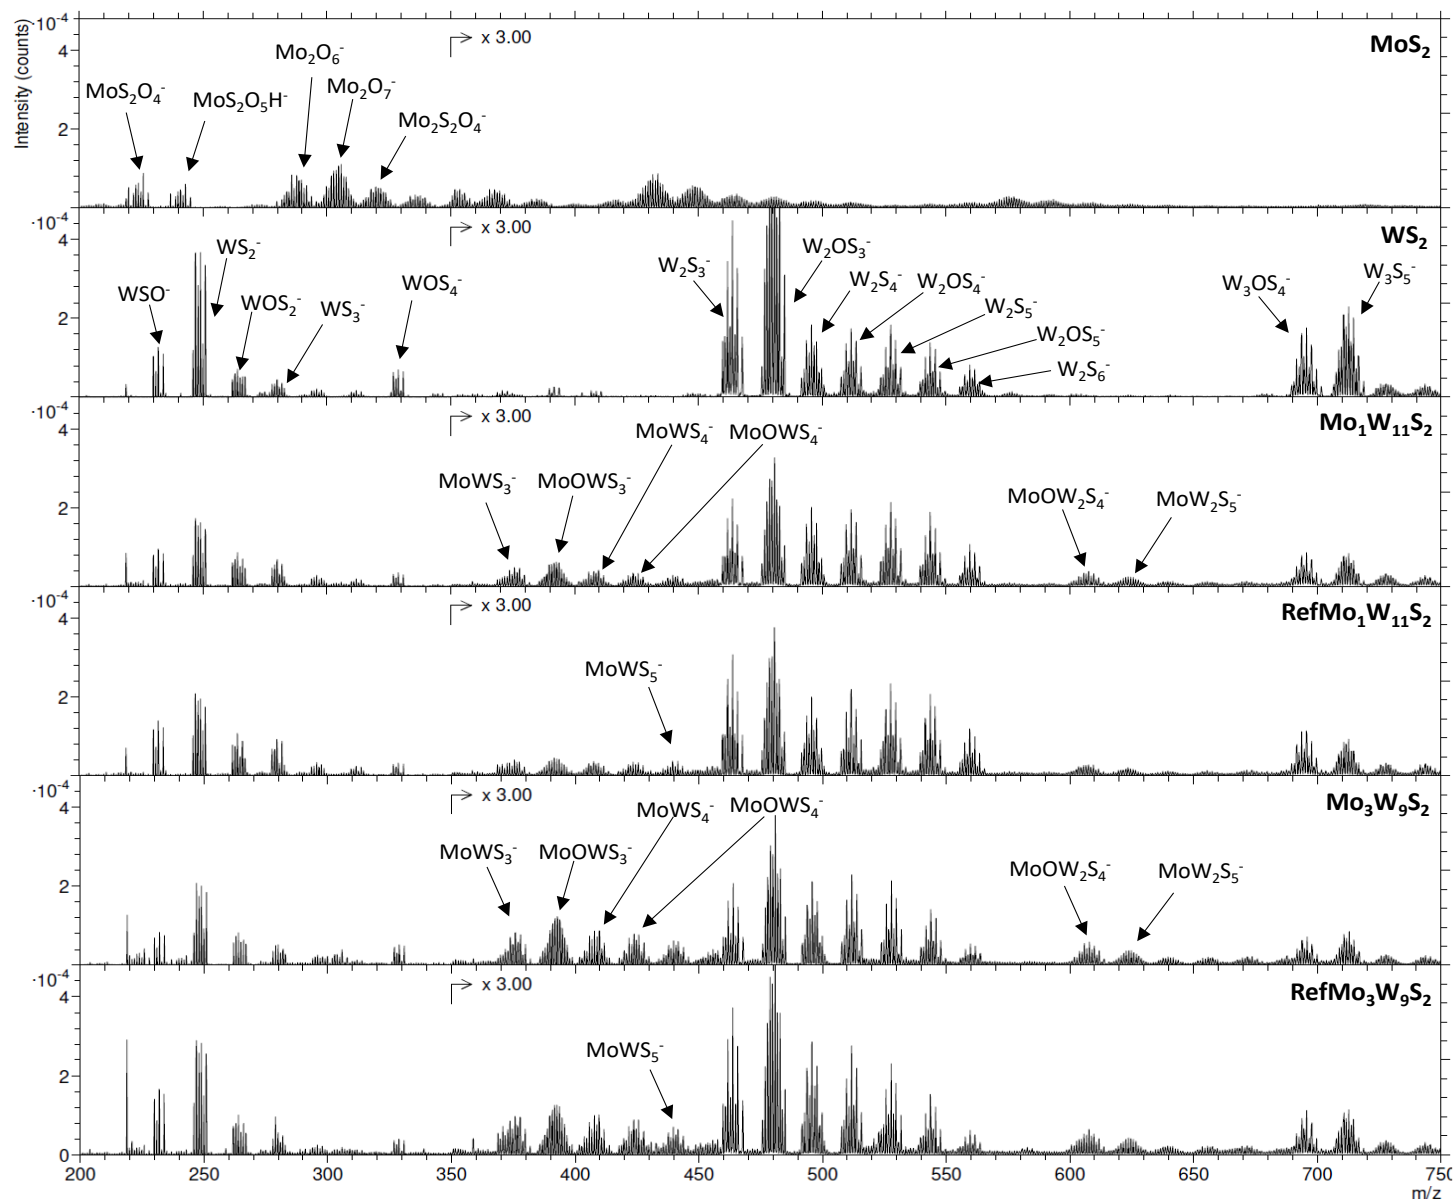 Intensity (counts)
·10⁻⁴
4
2
x 3.00
MoS₂
MoS₂O₄⁻
MoS₂O₅H⁻
Mo₂O₆⁻
Mo₂O₇⁻
Mo₂S₂O₄⁻
·10⁻⁴
4
2
x 3.00
WS₂
WSO⁻
WS₂⁻
WOS₂⁻
WS₃⁻
WOS₄⁻
W₂S₃⁻
W₂OS₃⁻
W₂S₄⁻
W₂OS₄⁻
W₂S₅⁻
W₂OS₅⁻
W₂S₆⁻
W₃OS₄⁻
W₃S₅⁻
·10⁻⁴
4
2
x 3.00
Mo₁W₁₁S₂
MoWS₃⁻
MoOWS₃⁻
MoWS₄⁻
MoOWS₄⁻
MoOW₂S₄⁻
MoW₂S₅⁻
·10⁻⁴
4
2
x 3.00
RefMo₁W₁₁S₂
MoWS₅⁻
·10⁻⁴
4
2
x 3.00
Mo₃W₉S₂
MoWS₃⁻
MoOWS₃⁻
MoWS₄⁻
MoOWS₄⁻
MoOW₂S₄⁻
MoW₂S₅⁻
·10⁻⁴
4
2
0
x 3.00
RefMo₃W₉S₂
MoWS₅⁻
200 250 300 350 400 450 500 550 600 650 700 750
m/z